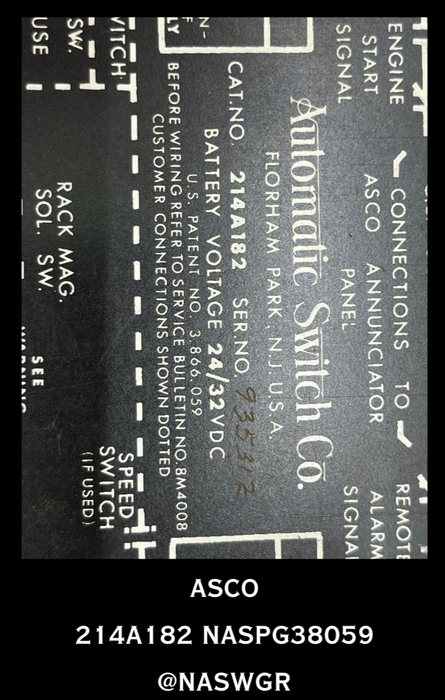 ENGINE
START
SIGNAL
CONNECTIONS TO
ASCO ANNUNCIATOR
PANEL
REMOTE
ALARM
SIGNAL
Automatic Switch Co.
FLORHAM PARK, N.J. U.S.A.
CAT.NO. 214A182 SER.NO. 935312
BATTERY VOLTAGE 24/32VDC
U.S. PATENT NO. 3,866,059
BEFORE WIRING REFER TO SERVICE BULLETIN NO.8M4008
CUSTOMER CONNECTIONS SHOWN DOTTED
SW.
USE
RACK MAG.
SOL. SW.
SPEED
SWITCH
(IF USED)
SEE
ASCO
214A182 NASPG38059
@NASWGR